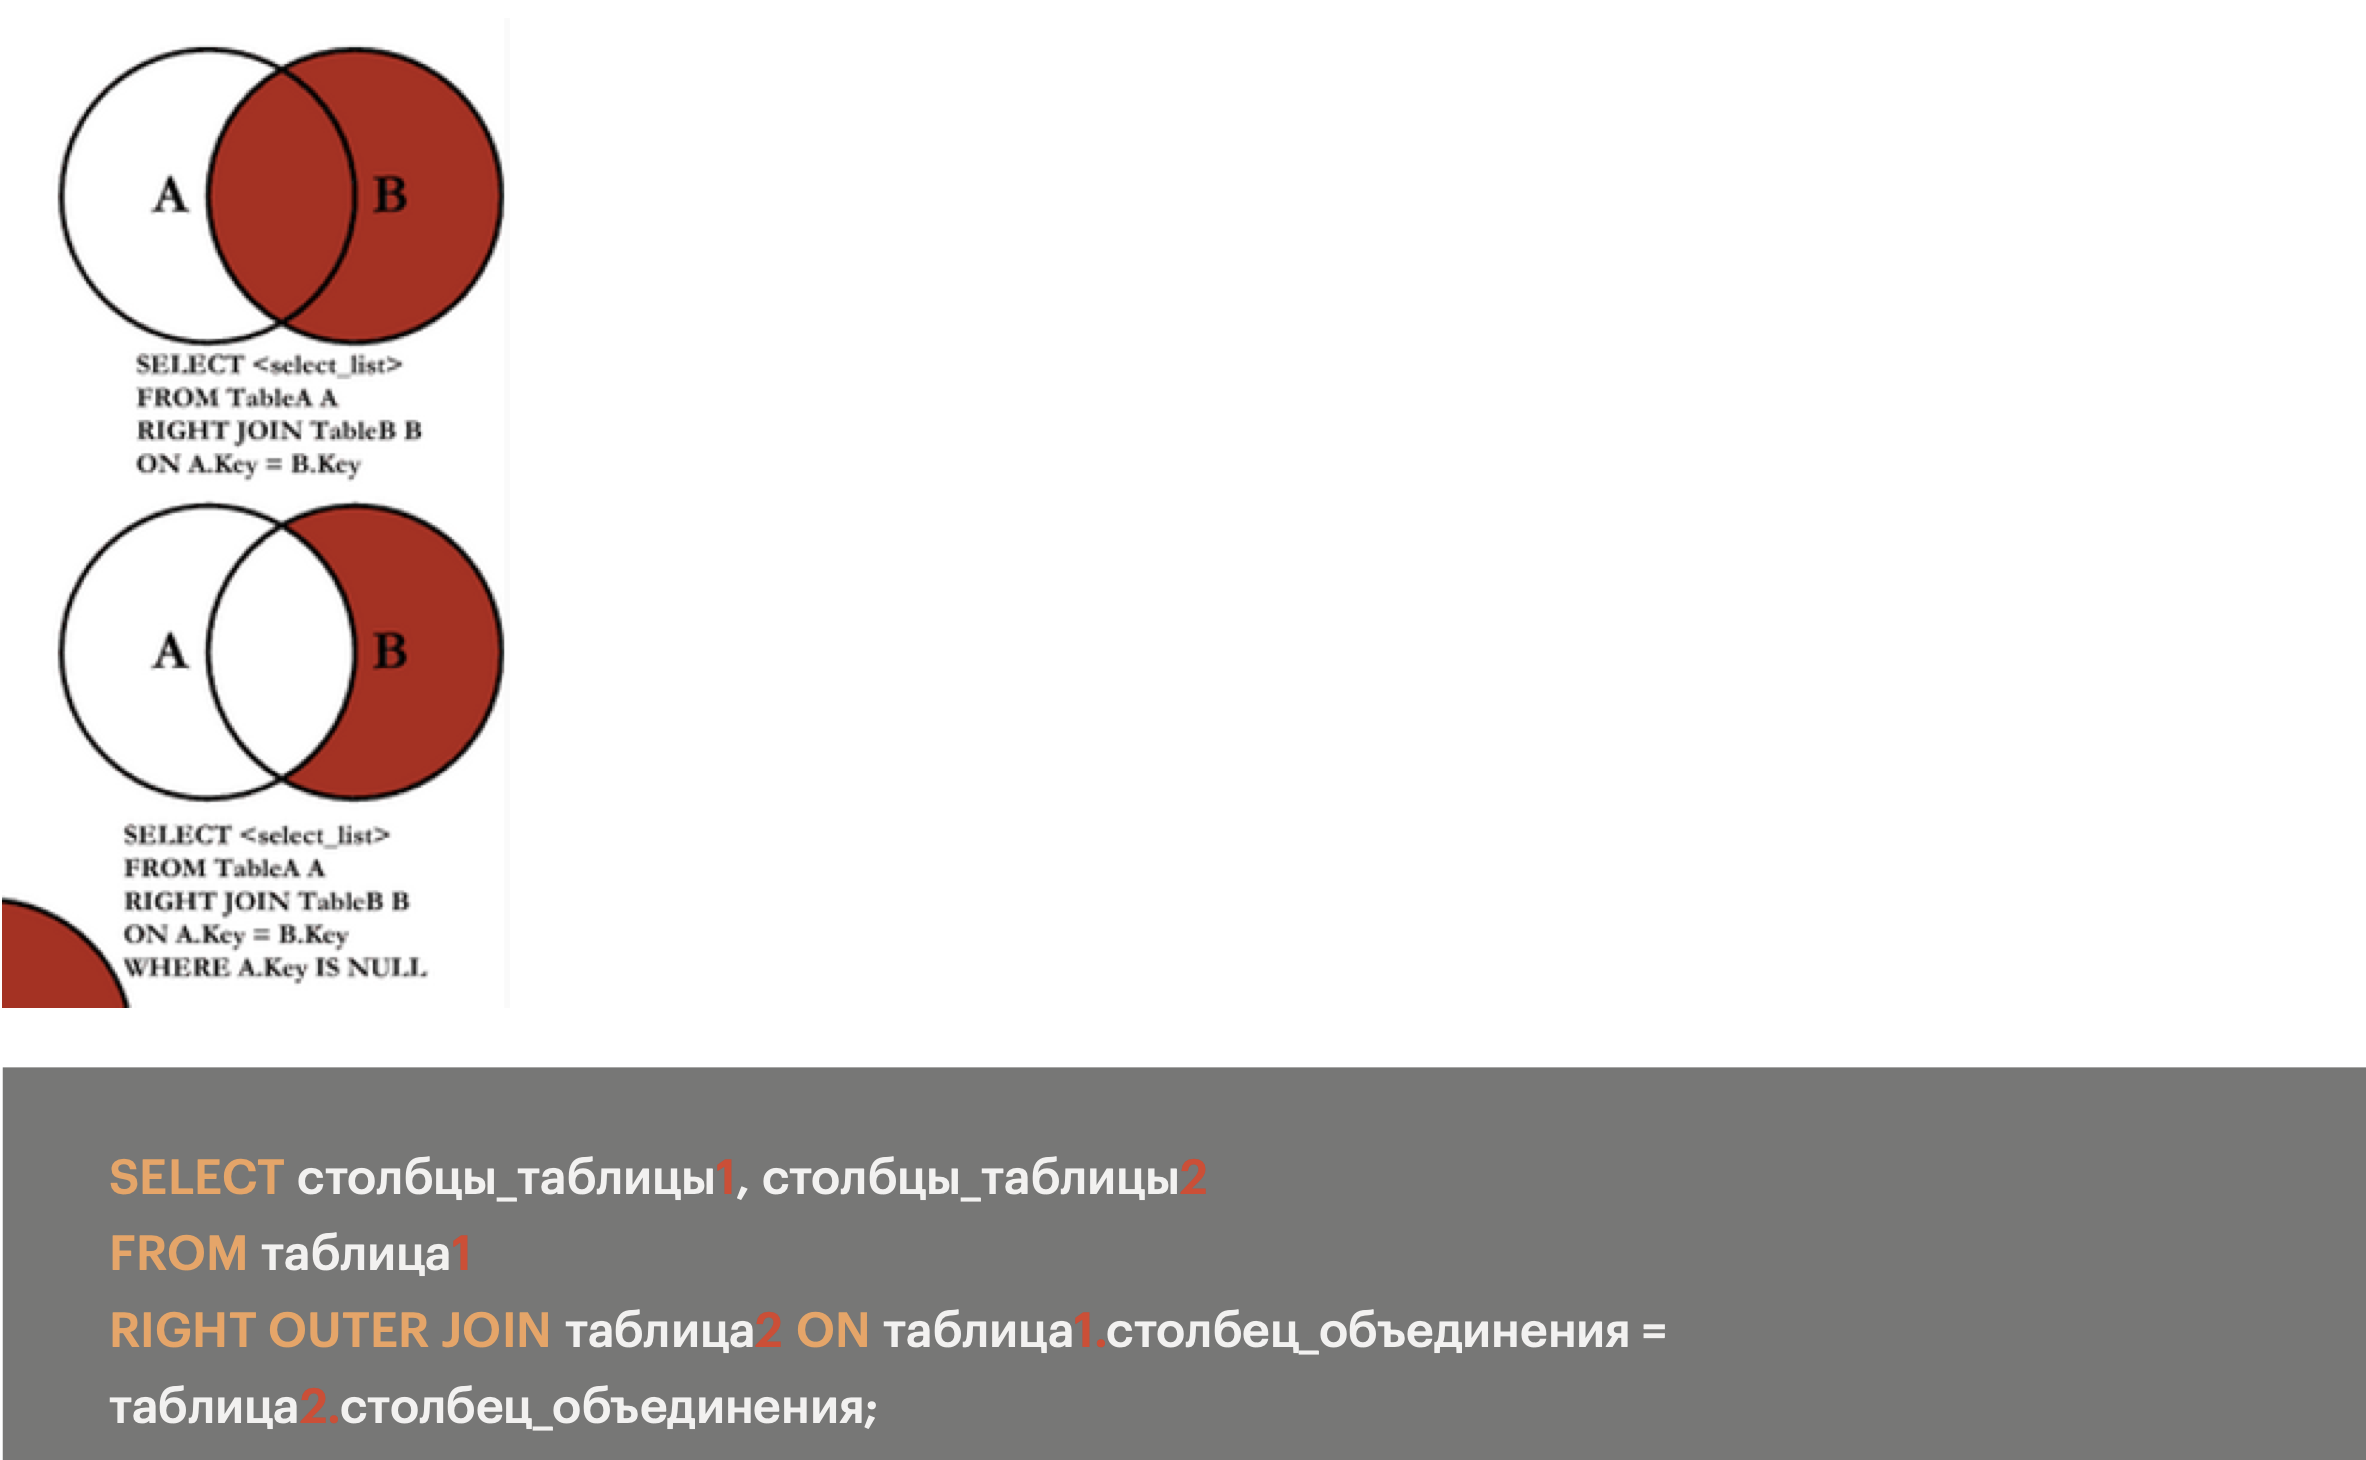 A B
SELECT <select_list>
FROM TableA A
RIGHT JOIN TableB B
ON A.Key = B.Key
A B
SELECT <select_list>
FROM TableA A
RIGHT JOIN TableB B
ON A.Key = B.Key
WHERE A.Key IS NULL
SELECT столбцы_таблицы1, столбцы_таблицы2
FROM таблица1
RIGHT OUTER JOIN таблица2 ON таблица1.столбец_объединения =
таблица2.столбец_объединения;